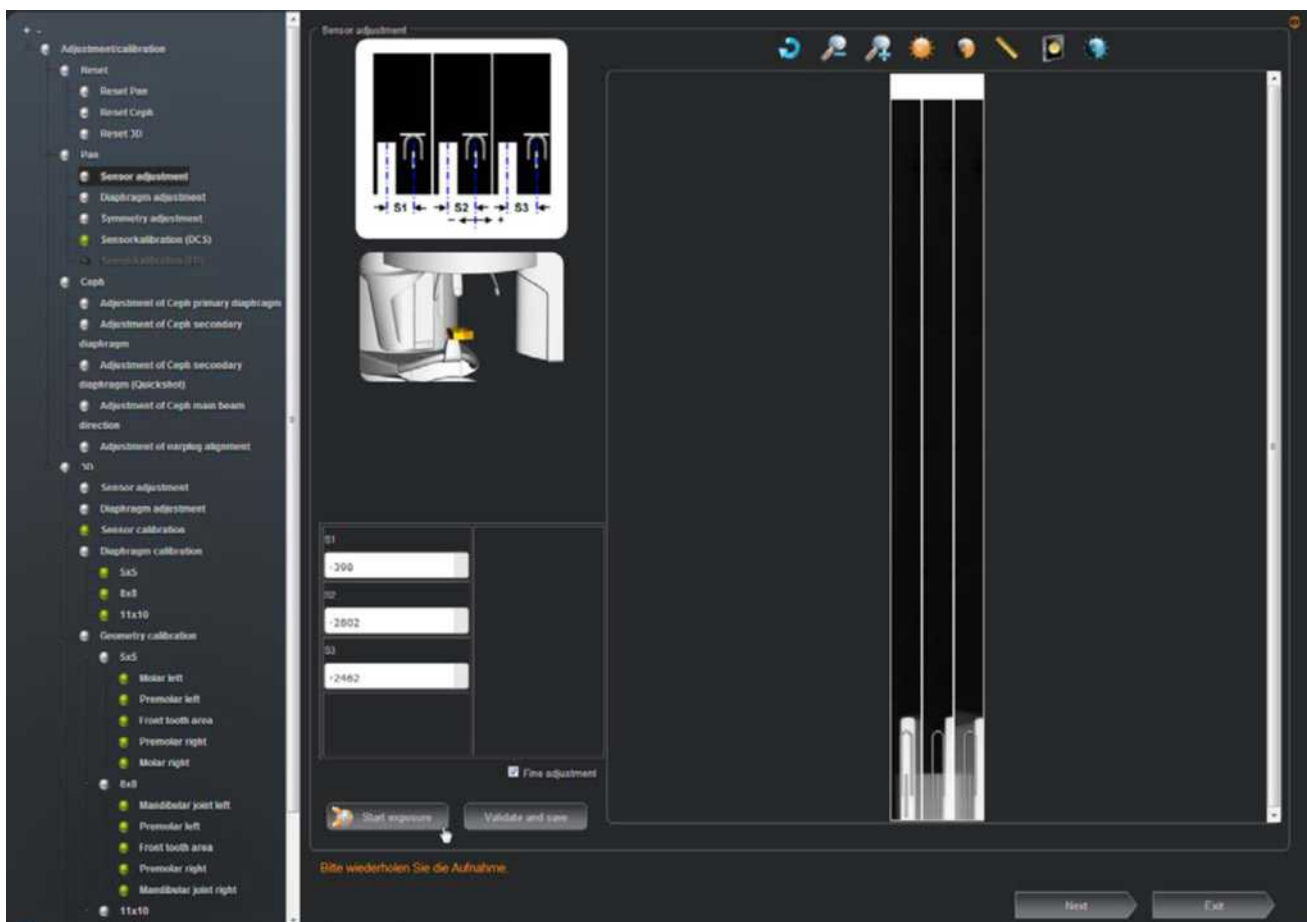 Adjustment/calibration
Reset
Reset Pan
Reset Ceph
Reset 3D
Pan
Sensor adjustment
Diaphragm adjustment
Symmetry adjustment
Sensorkalibration (DCS)
Ceph
Adjustment of Ceph primary diaphragm
Adjustment of Ceph secondary
diaphragm
Adjustment of Ceph secondary
diaphragm (Quickshot)
Adjustment of Ceph main beam
direction
Adjustment of earplug alignment
3D
Sensor adjustment
Diaphragm adjustment
Sensor calibration
Diaphragm calibration
5x5
8x8
11x10
Geometry calibration
5x5
Molar left
Premolar left
Front tooth area
Premolar right
Molar right
8x8
Mandibular joint left
Premolar left
Front tooth area
Premolar right
Mandibular joint right
11x10
Sensor adjustment
S1 S2 S3
- +
S1
-398
S2
-2802
S3
-2462
Fine adjustment
Start exposure
Validate and save
Bitte wiederholen Sie die Aufnahme.
Next
Exit